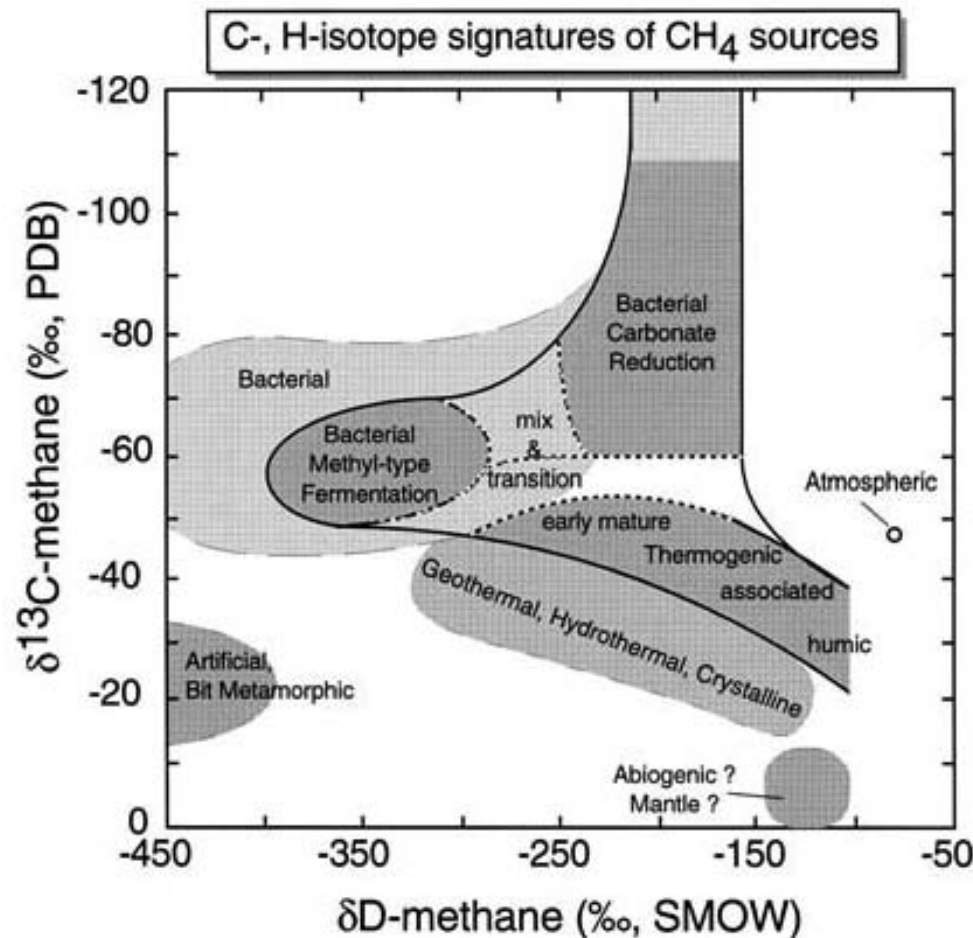 C-, H-isotope signatures of CH4 sources
δ13C-methane (‰, PDB)
-120
-100
-80
-60
-40
-20
0
Bacterial
Carbonate
Reduction
Bacterial
mix
&
transition
Bacterial
Methyl-type
Fermentation
Atmospheric
early mature
Thermogenic
associated
humic
Geothermal, Hydrothermal, Crystalline
Artificial,
Bit Metamorphic
Abiogenic ?
Mantle ?
-450
-350
-250
-150
-50
δD-methane (‰, SMOW)